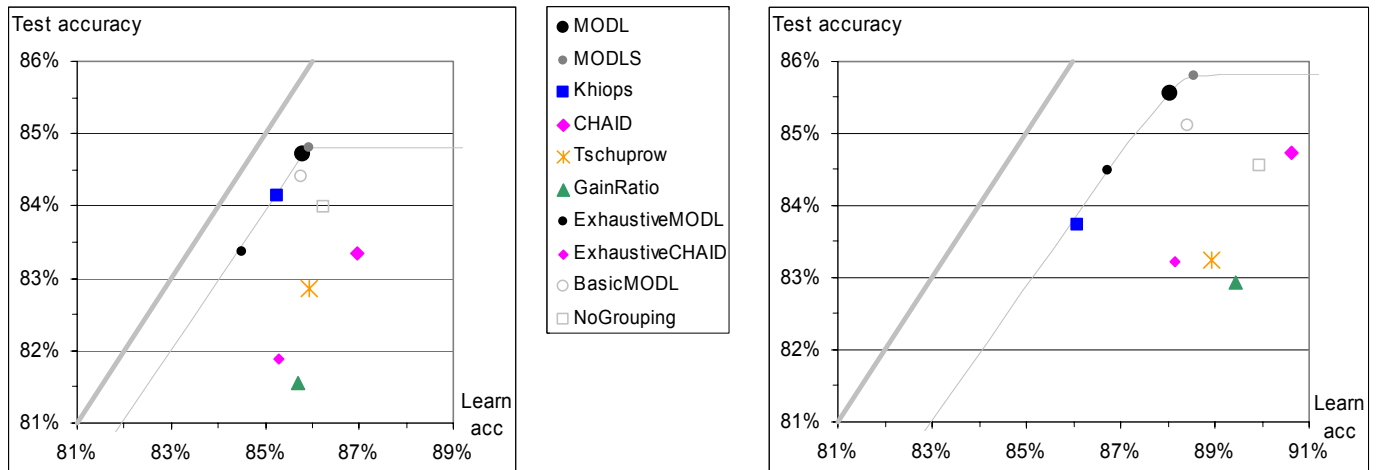 Test accuracy
86%
85%
84%
83%
82%
81%
81% 83% 85% 87% 89%
Learn
acc
MODL
MODLS
Khiops
CHAID
Tschuprow
GainRatio
ExhaustiveMODL
ExhaustiveCHAID
BasicMODL
NoGrouping
Test accuracy
86%
85%
84%
83%
82%
81%
81% 83% 85% 87% 89% 91%
Learn
acc